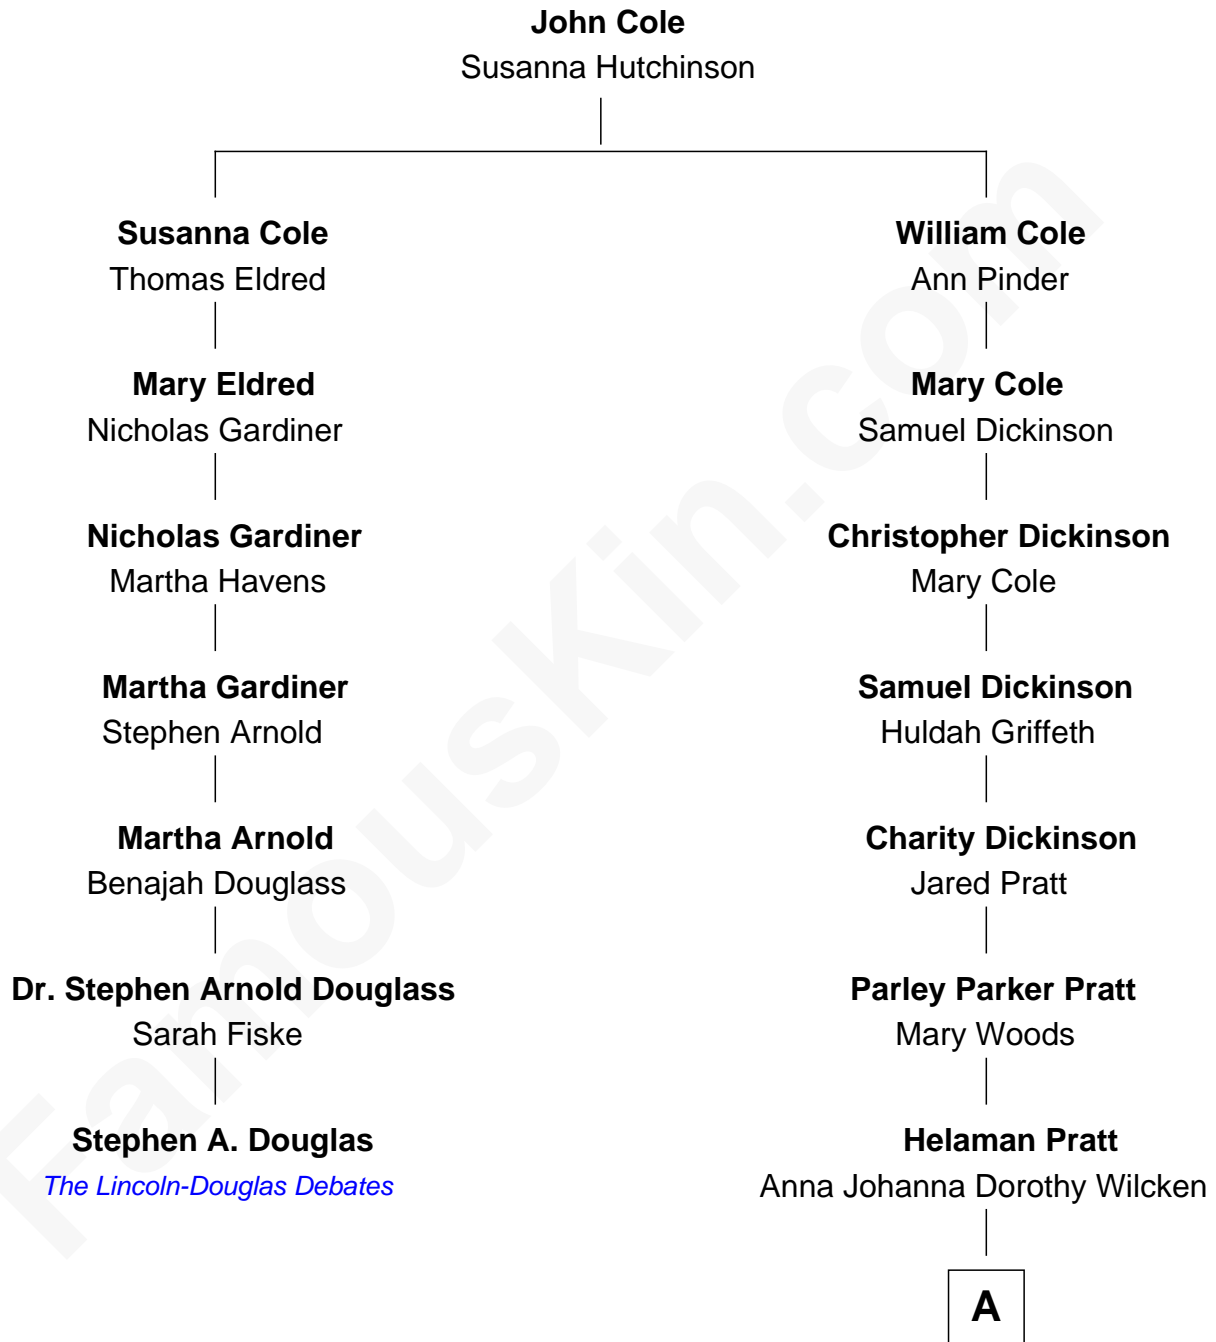 John Cole
Susanna Hutchinson
Susanna Cole
Thomas Eldred
William Cole
Ann Pinder
Mary Eldred
Nicholas Gardiner
Mary Cole
Samuel Dickinson
Nicholas Gardiner
Martha Havens
Christopher Dickinson
Mary Cole
Martha Gardiner
Stephen Arnold
Samuel Dickinson
Huldah Griffeth
Martha Arnold
Benajah Douglass
Charity Dickinson
Jared Pratt
Dr. Stephen Arnold Douglass
Sarah Fiske
Parley Parker Pratt
Mary Woods
Stephen A. Douglas
The Lincoln-Douglas Debates
Helaman Pratt
Anna Johanna Dorothy Wilcken
A
FamousKin.com